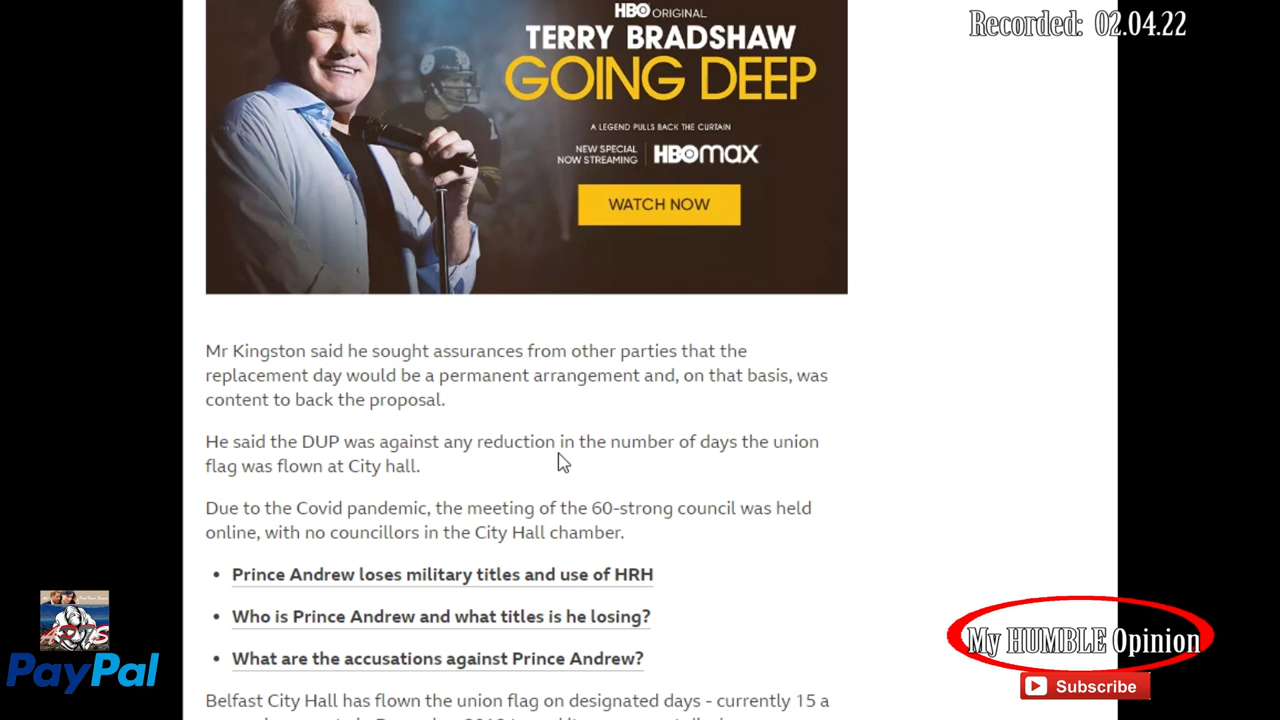 Recorded: 02.04.22
HBO ORIGINAL
TERRY BRADSHAW
GOING DEEP
A LEGEND PULLS BACK THE CURTAIN
NEW SPECIAL
NOW STREAMING
HBOmax
WATCH NOW
Mr Kingston said he sought assurances from other parties that the
replacement day would be a permanent arrangement and, on that basis, was
content to back the proposal.
He said the DUP was against any reduction in the number of days the union
flag was flown at City hall.
Due to the Covid pandemic, the meeting of the 60-strong council was held
online, with no councillors in the City Hall chamber.
• Prince Andrew loses military titles and use of HRH
• Who is Prince Andrew and what titles is he losing?
• What are the accusations against Prince Andrew?
Belfast City Hall has flown the union flag on designated days - currently 15 a
PayPal
My HUMBLE Opinion
Subscribe